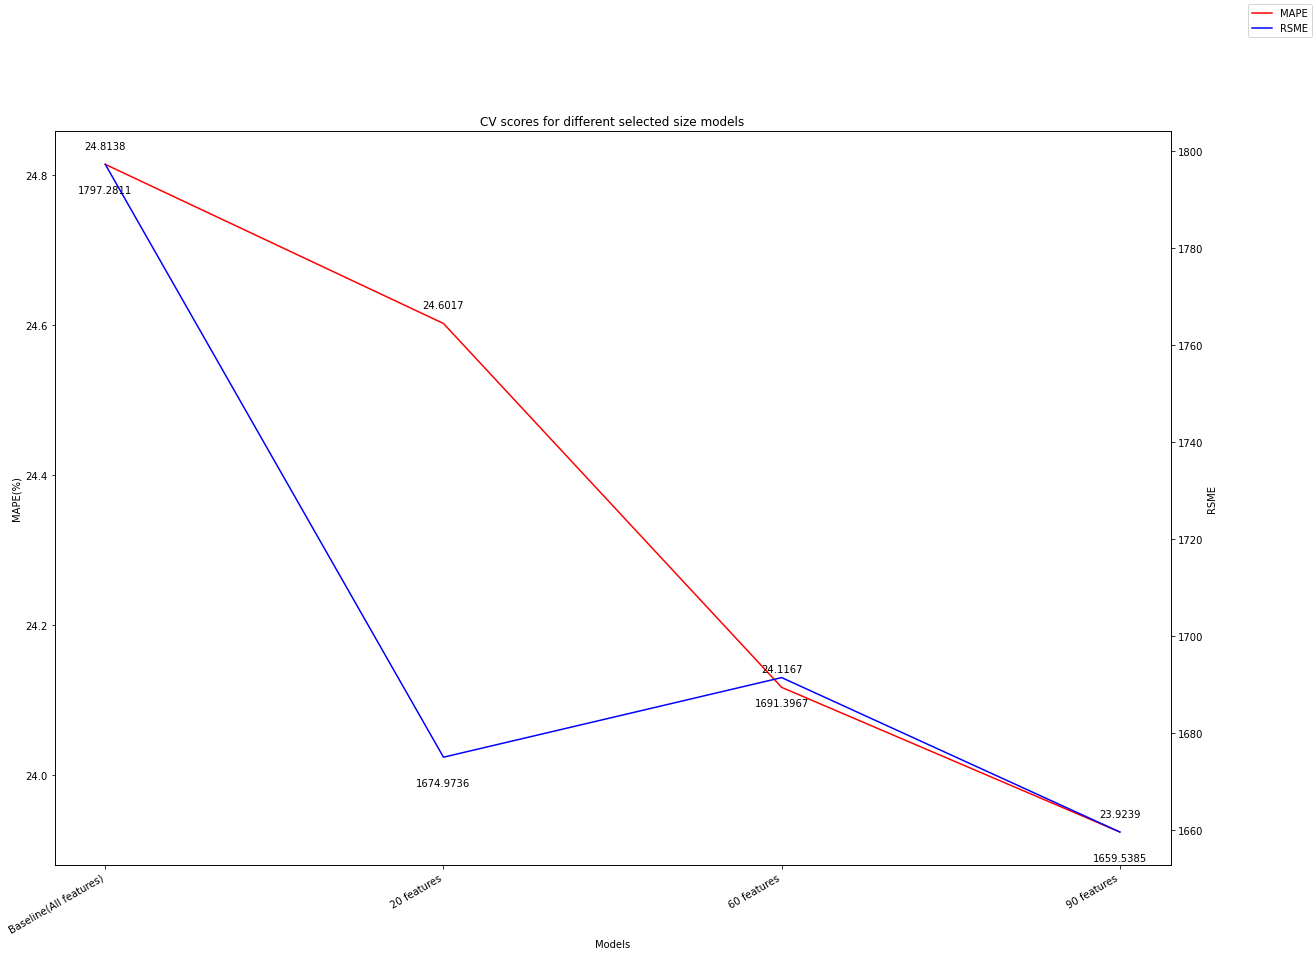 MAPE
RSME
CV scores for different selected size models
24.8138
1797.2811
24.6017
1674.9736
24.1167
1691.3967
23.9239
1659.5385
24.8
24.6
24.4
24.2
24.0
MAPE(%)
1800
1780
1760
1740
1720
1700
1680
1660
RSME
Baseline(All features)
20 features
60 features
90 features
Models